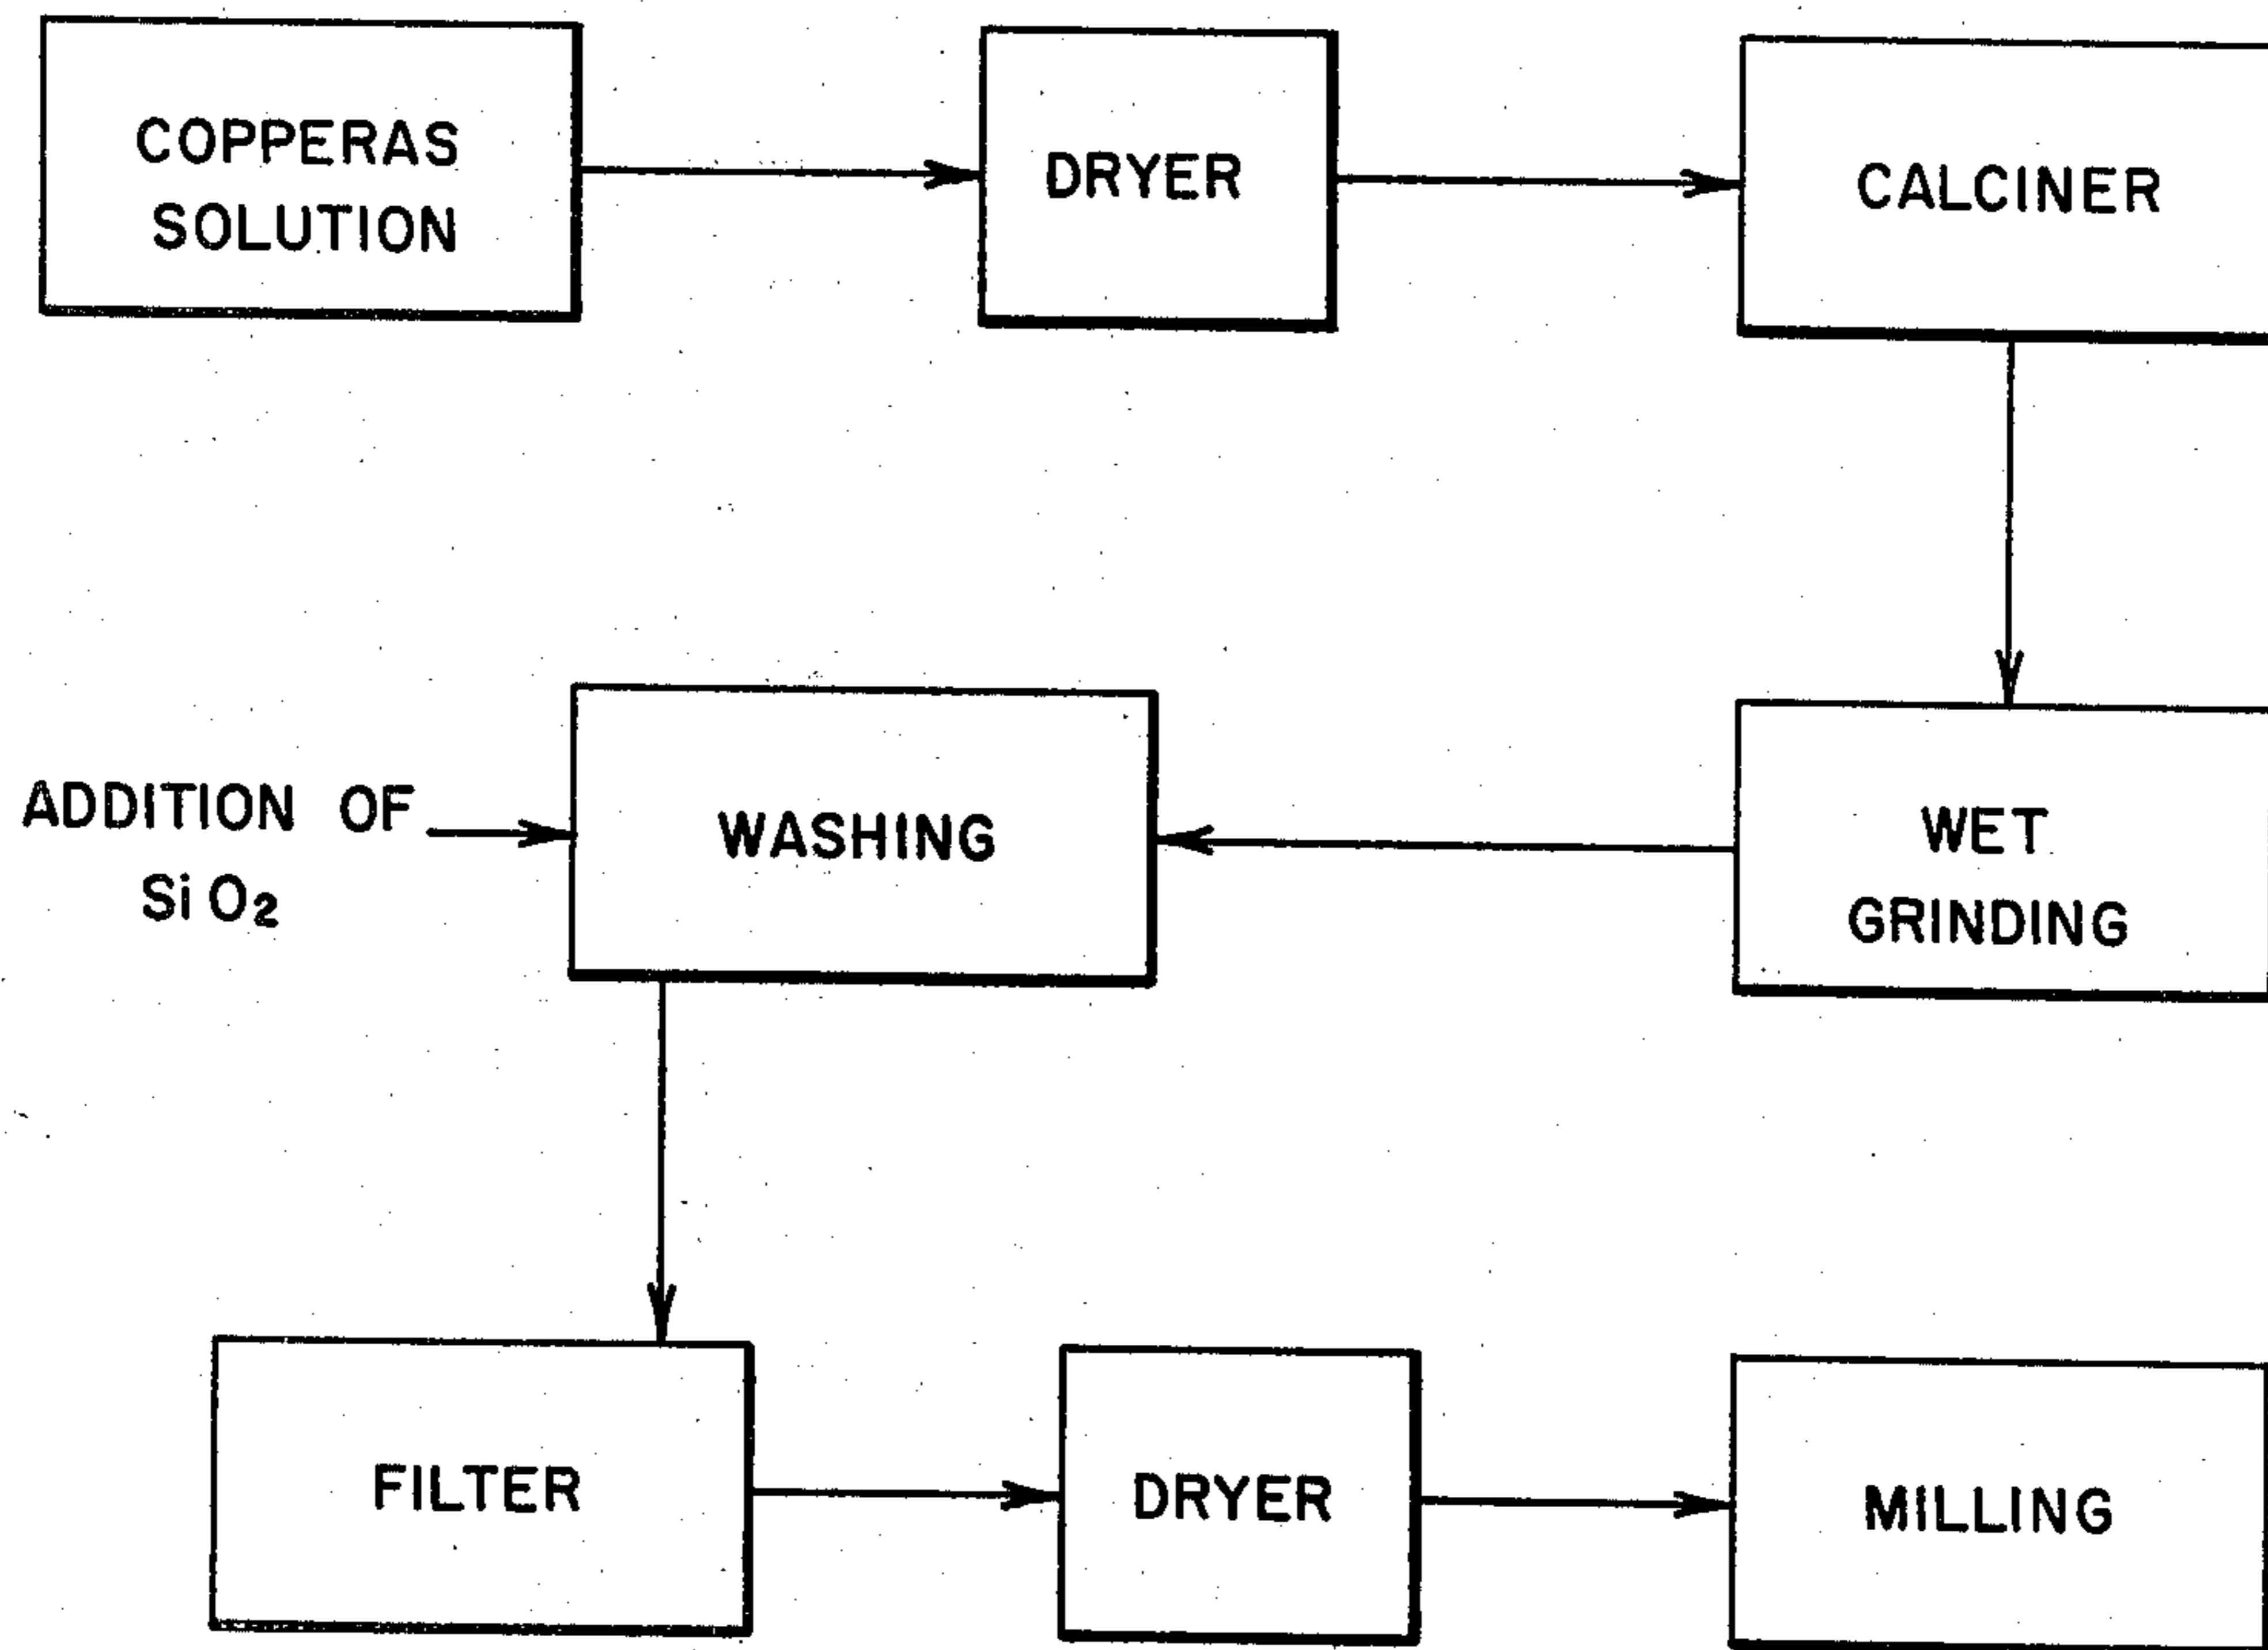 COPPERAS
SOLUTION
DRYER
CALCINER
ADDITION OF
SiO₂
WASHING
WET
GRINDING
FILTER
DRYER
MILLING